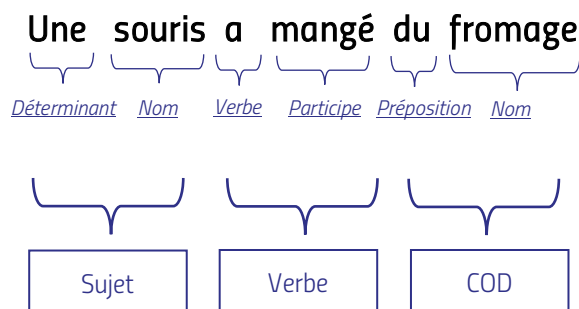 Une souris a mangé du fromage
Déterminant Nom Verbe Participe Préposition Nom
Sujet Verbe COD